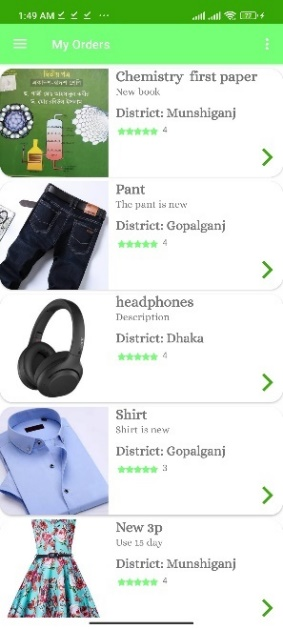 1:49 AM
77
My Orders
Chemistry first paper
New book
District: Munshiganj
4
Pant
The pant is new
District: Gopalganj
4
headphones
Description
District: Dhaka
4
Shirt
Shirt is new
District: Gopalganj
3
New 3p
Use 15 day
District: Munshiganj
4